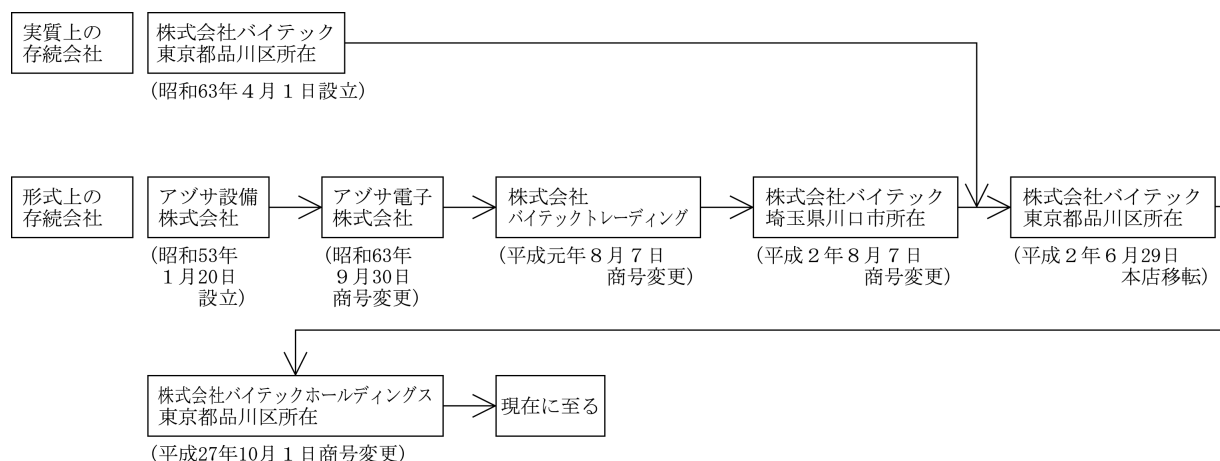 実質上の
存続会社
株式会社バイテック
東京都品川区所在
(昭和63年4月1日設立)
形式上の
存続会社
アヅサ設備
株式会社
(昭和53年
1月20日
設立)
アヅサ電子
株式会社
(昭和63年
9月30日
商号変更)
株式会社
バイテックトレーディング
(平成元年8月7日
商号変更)
株式会社バイテック
埼玉県川口市所在
(平成2年8月7日
商号変更)
株式会社バイテック
東京都品川区所在
(平成2年6月29日
本店移転)
株式会社バイテックホールディングス
東京都品川区所在
(平成27年10月1日商号変更)
現在に至る